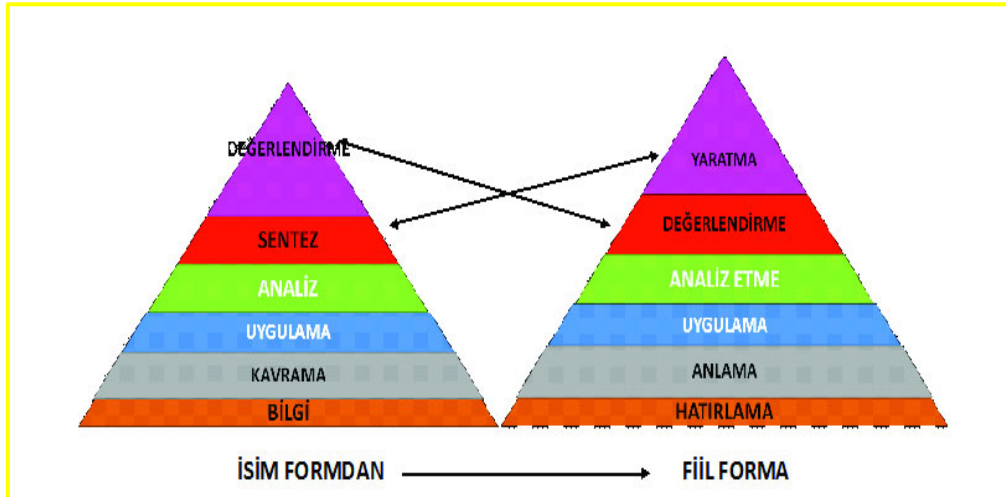 DEĞERLENDİRME
SENTEZ
ANALİZ
UYGULAMA
KAVRAMA
BİLGİ
YARATMA
DEĞERLENDİRME
ANALİZ ETME
UYGULAMA
ANLAMA
HATIRLAMA
İSİM FORMDAN
FİİL FORMA